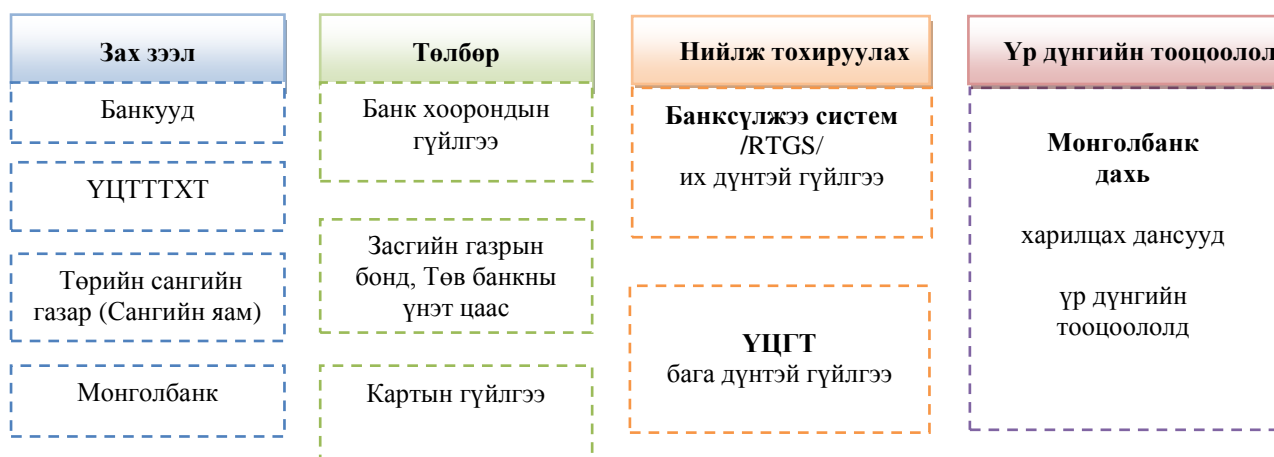 Зах зээл
Банкууд
ҮЦТТТХТ
Төрийн сангийн
газар (Сангийн яам)
Монголбанк
Төлбөр
Банк хоорондын
гүйлгээ
Засгийн газрын
бонд, Төв банкны
үнэт цаас
Картын гүйлгээ
Нийлж тохируулах
Банксүлжээ систем
/RTGS/
их дүнтэй гүйлгээ
ҮЦГТ
бага дүнтэй гүйлгээ
Үр дүнгийн тооцоолол
Монголбанк
дахь
харилцах дансууд
үр дүнгийн
тооцоололд